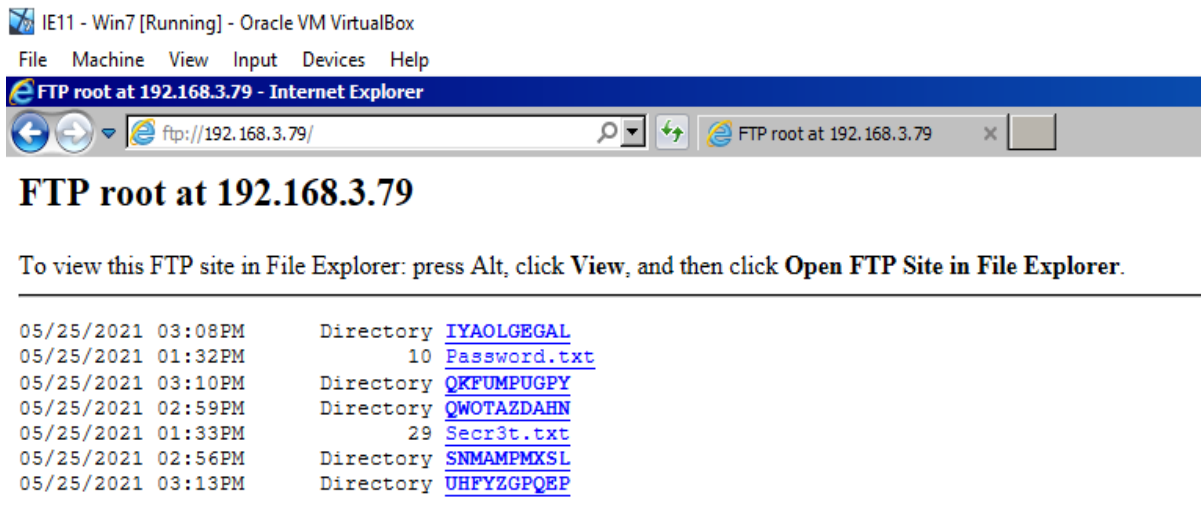 IE11 - Win7 [Running] - Oracle VM VirtualBox
File Machine View Input Devices Help
FTP root at 192.168.3.79 - Internet Explorer
ftp://192.168.3.79/ FTP root at 192.168.3.79
FTP root at 192.168.3.79
To view this FTP site in File Explorer: press Alt, click View, and then click Open FTP Site in File Explorer.
05/25/2021 03:08PM Directory IYAOLGEGAL
05/25/2021 01:32PM 10 Password.txt
05/25/2021 03:10PM Directory QKFUMPUGPY
05/25/2021 02:59PM Directory QWOTAZDAHN
05/25/2021 01:33PM 29 Secr3t.txt
05/25/2021 02:56PM Directory SNMAMPMXSL
05/25/2021 03:13PM Directory UHFYZGPQEP